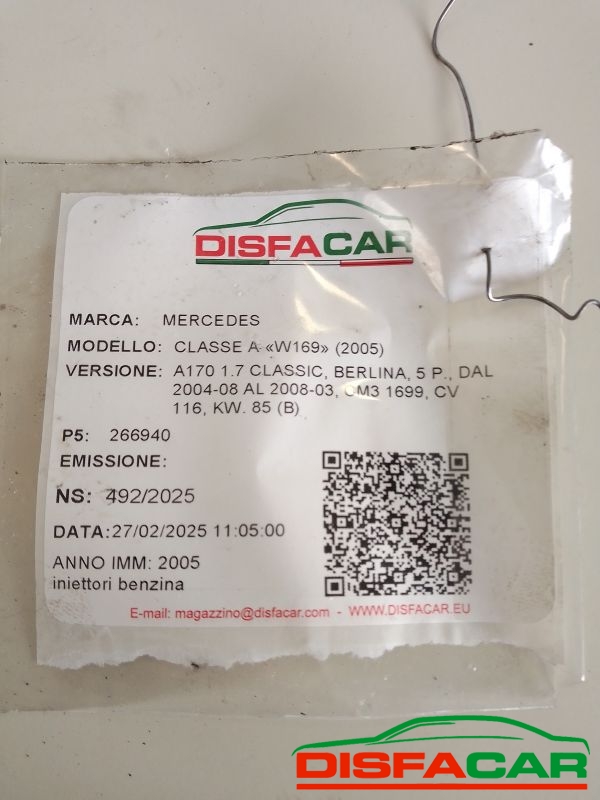 DISFACAR
MARCA: MERCEDES
MODELLO: CLASSE A «W169» (2005)
VERSIONE: A170 1.7 CLASSIC, BERLINA, 5 P., DAL
2004-08 AL 2008-03, CM3 1699, CV
116, KW. 85 (B)
P5: 266940
EMISSIONE:
NS: 492/2025
DATA:27/02/2025 11:05:00
ANNO IMM: 2005
iniettori benzina
E-mail: magazzino@disfacar.com - WWW.DISFACAR.EU
DISFACAR